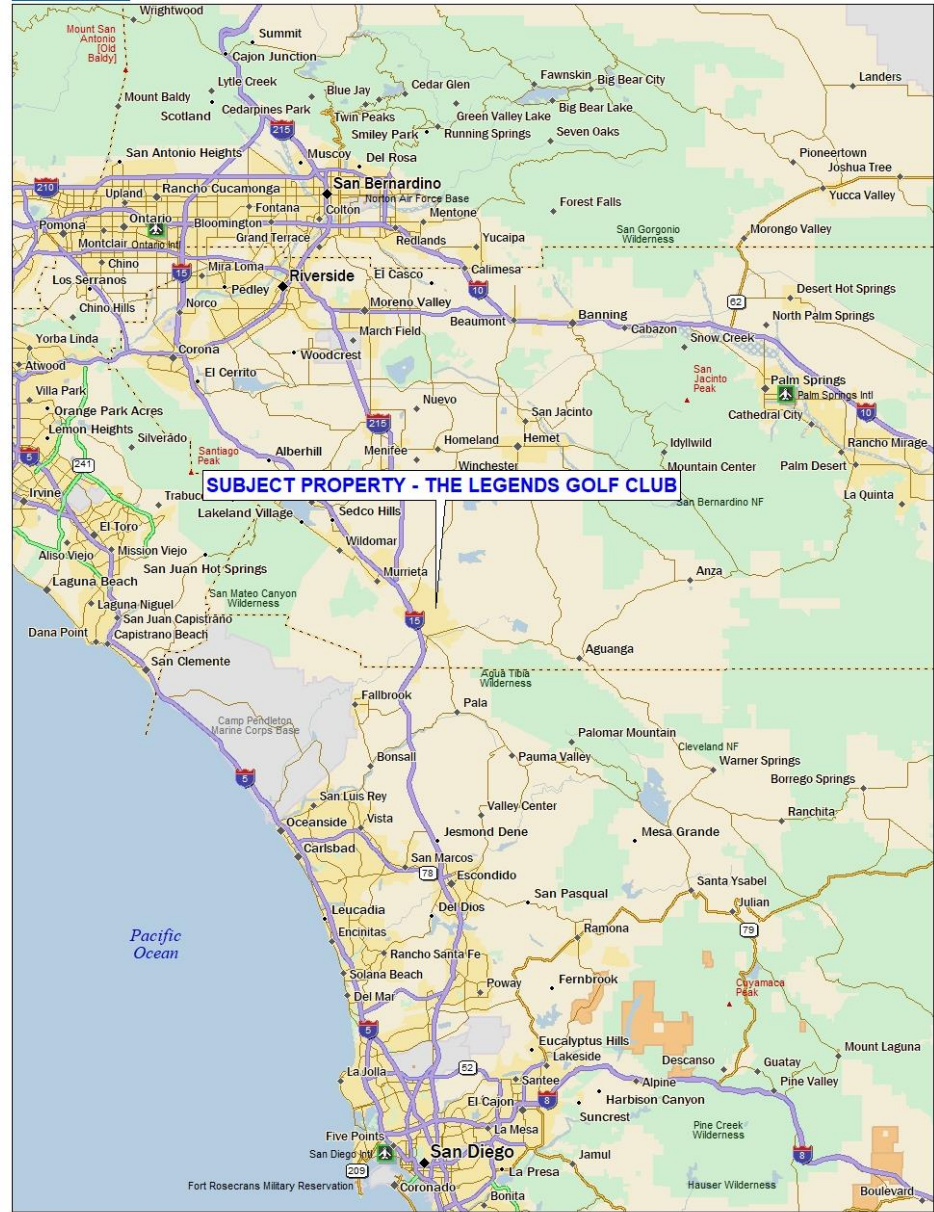 Wrightwood
Mount San
Antonio
[Old
Baldy]
Summit
Cajon Junction
Lytle Creek
Mount Baldy
Scotland
Cedarpines Park
Blue Jay
Cedar Glen
Twin Peaks
Fawnskin
Big Bear City
Big Bear Lake
Green Valley Lake
Smiley Park
Running Springs
Seven Oaks
Landers
215
San Antonio Heights
Muscoy
Del Rosa
Pioneertown
Joshua Tree
Yucca Valley
210
Upland
Rancho Cucamonga
San Bernardino
Norton Air Force Base
Fontana
Colton
Mentone
Forest Falls
Ontario
Bloomington
Pomona
Montclair
Ontario Intl
Grand Terrace
Redlands
Yucaipa
San Gorgonio
Wilderness
Morongo Valley
Chino
Mira Loma
Los Serranos
15
Pedley
Riverside
El Casco
Calimesa
10
Desert Hot Springs
62
Chino Hills
Norco
Moreno Valley
Beaumont
Banning
Cabazon
North Palm Springs
Yorba Linda
March Field
Snow Creek
Corona
Woodcrest
Atwood
El Cerrito
San
Jacinto
Peak
Palm Springs
Palm Springs Intl
Villa Park
Orange Park Acres
Nuevo
San Jacinto
Cathedral City
10
Lemon Heights
215
Silverado
Homeland
Hemet
Idyllwild
Rancho Mirage
5
241
Santiago
Peak
Alberhill
Menifee
Winchester
Mountain Center
Palm Desert
SUBJECT PROPERTY - THE LEGENDS GOLF CLUB
Irvine
Trabuc
La Quinta
San Bernardino NF
Lakeland Village
Sedco Hills
El Toro
Wildomar
Aliso Viejo
Mission Viejo
San Juan Hot Springs
Murrieta
Anza
Laguna Beach
San Mateo Canyon
Wilderness
Laguna Niguel
San Juan Capistrano
15
Dana Point
Capistrano Beach
Aguanga
San Clemente
Agua Tibia
Wilderness
Fallbrook
Pala
Camp Pendleton
Marine Corps Base
Palomar Mountain
Cleveland NF
Bonsall
Pauma Valley
Warner Springs
5
Borrego Springs
San Luis Rey
Valley Center
Ranchita
Oceanside
Vista
Jesmond Dene
Mesa Grande
Carlsbad
San Marcos
78
Escondido
Santa Ysabel
San Pasqual
Julian
Leucadia
Del Dios
79
Pacific
Ocean
Encinitas
Ramona
Rancho Santa Fe
Solana Beach
Poway
Fernbrook
Cuyamaca
Peak
Del Mar
5
Eucalyptus Hills
Lakeside
Mount Laguna
52
Descanso
Guatay
La Jolla
Santee
Alpine
Pine Valley
El Cajon
8
Harbison Canyon
Suncrest
La Mesa
Pine Creek
Wilderness
Five Points
San Diego Intl
San Diego
8
209
La Presa
Jamul
Fort Rosecrans Military Reservation
Coronado
Hauser Wilderness
Boulevard
Bonita